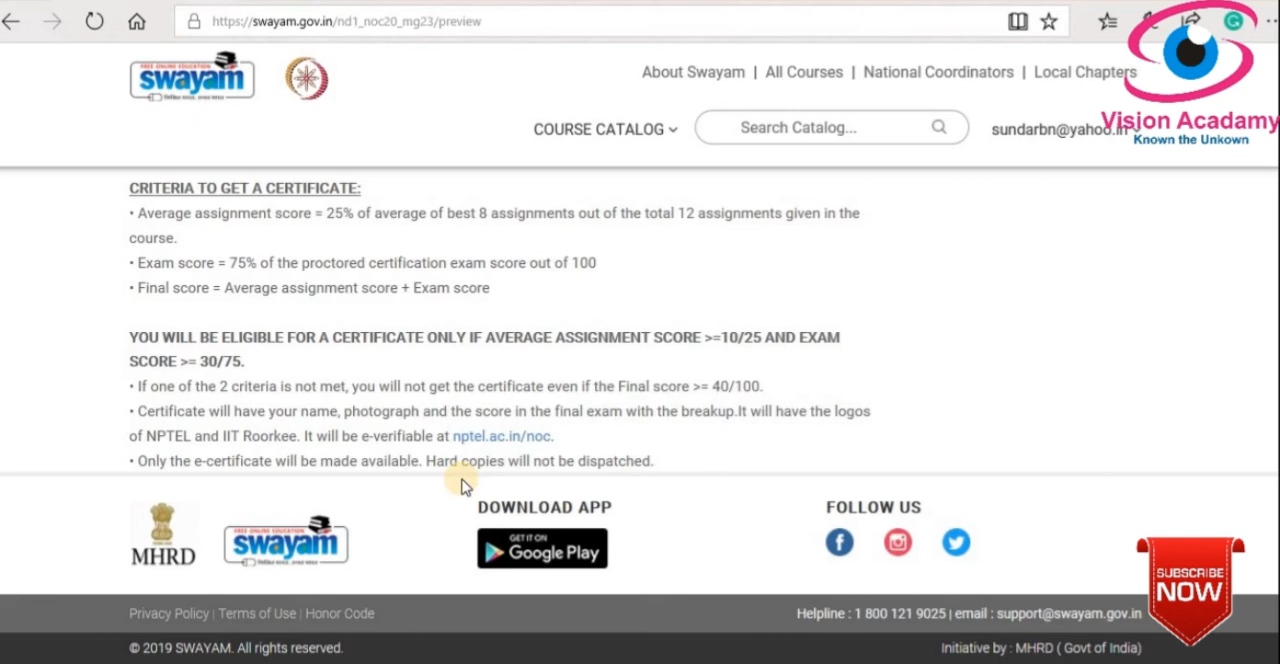 https://swayam.gov.in/nd1_noc20_mg23/preview
FREE ONLINE EDUCATION
swayam
About Swayam | All Courses | National Coordinators | Local Chapters
COURSE CATALOG
Search Catalog...
sundarbn@yahoo.in
Vision Acadamy
Known the Unkown
CRITERIA TO GET A CERTIFICATE:
• Average assignment score = 25% of average of best 8 assignments out of the total 12 assignments given in the
course.
• Exam score = 75% of the proctored certification exam score out of 100
• Final score = Average assignment score + Exam score
YOU WILL BE ELIGIBLE FOR A CERTIFICATE ONLY IF AVERAGE ASSIGNMENT SCORE >=10/25 AND EXAM
SCORE >= 30/75.
• If one of the 2 criteria is not met, you will not get the certificate even if the Final score >= 40/100.
• Certificate will have your name, photograph and the score in the final exam with the breakup.It will have the logos
of NPTEL and IIT Roorkee. It will be e-verifiable at nptel.ac.in/noc.
• Only the e-certificate will be made available. Hard copies will not be dispatched.
MHRD
FREE ONLINE EDUCATION
swayam
DOWNLOAD APP
GET IT ON
Google Play
FOLLOW US
SUBSCRIBE
NOW
Privacy Policy | Terms of Use | Honor Code
Helpline : 1 800 121 9025 | email : support@swayam.gov.in
© 2019 SWAYAM. All rights reserved.
Initiative by : MHRD ( Govt of India)